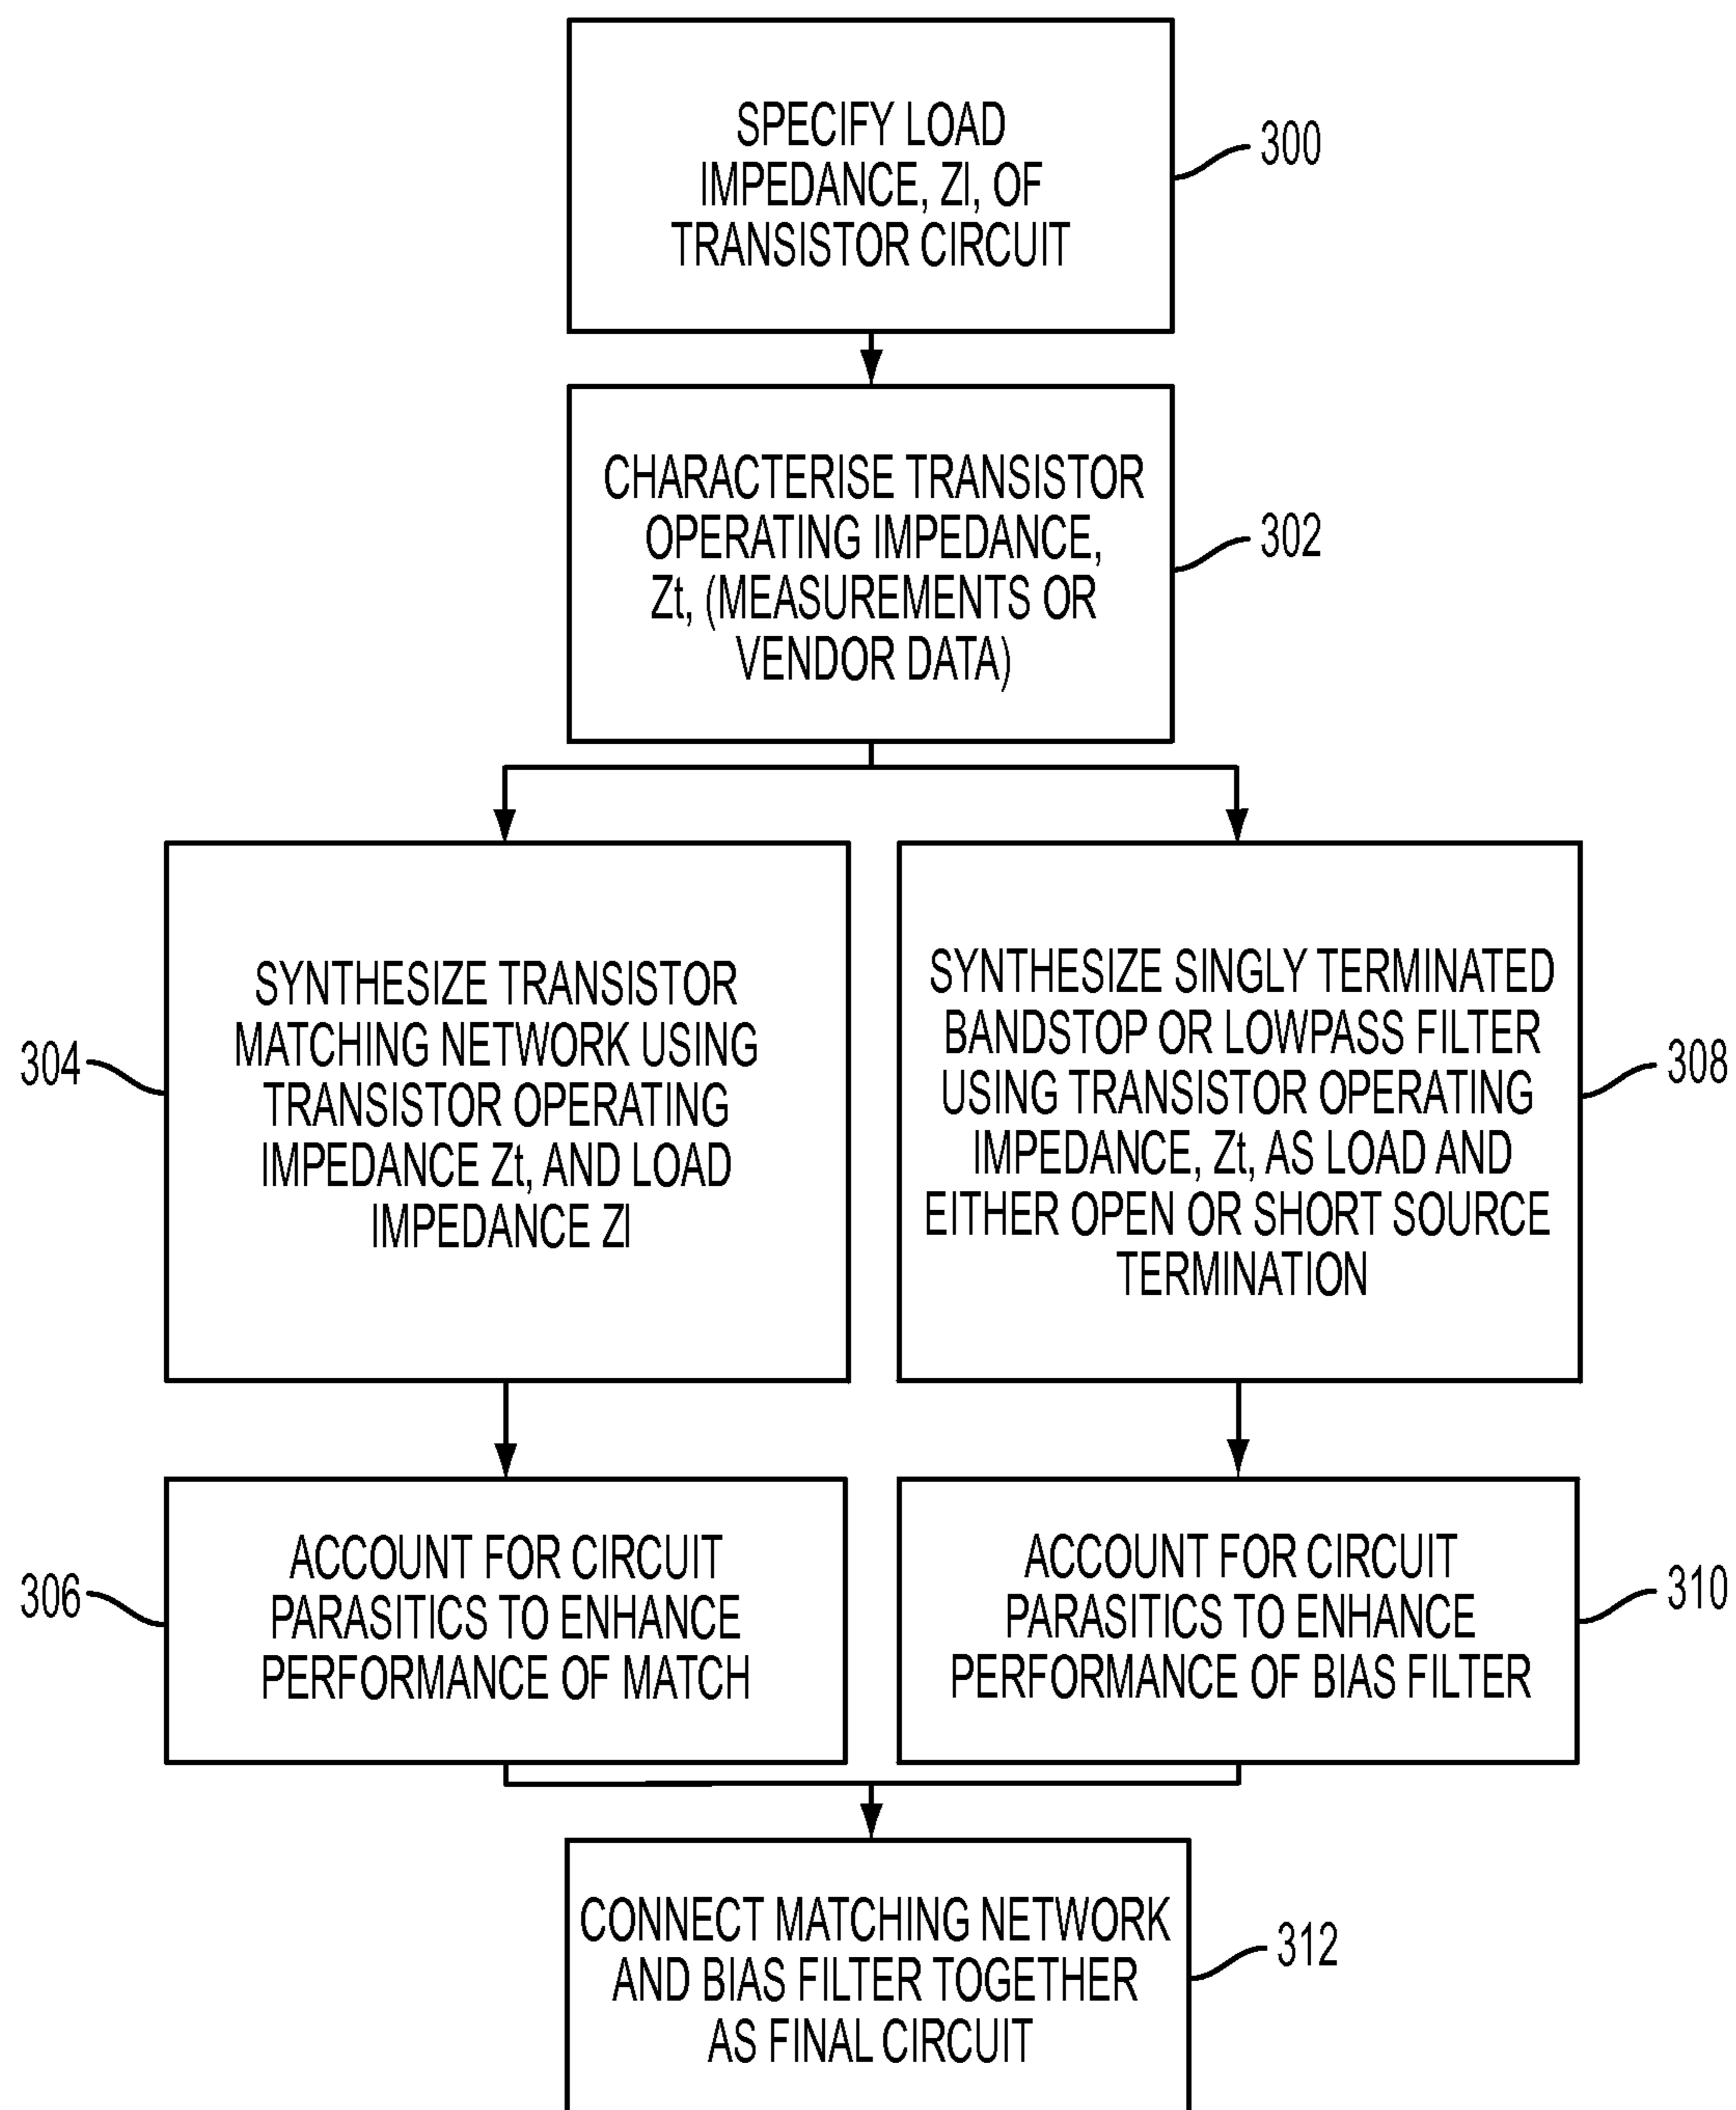 SPECIFY LOAD
IMPEDANCE, Zl, OF
TRANSISTOR CIRCUIT
300
CHARACTERISE TRANSISTOR
OPERATING IMPEDANCE,
Zt, (MEASUREMENTS OR
VENDOR DATA)
302
SYNTHESIZE TRANSISTOR
MATCHING NETWORK USING
TRANSISTOR OPERATING
IMPEDANCE Zt, AND LOAD
IMPEDANCE Zl
304
SYNTHESIZE SINGLY TERMINATED
BANDSTOP OR LOWPASS FILTER
USING TRANSISTOR OPERATING
IMPEDANCE, Zt, AS LOAD AND
EITHER OPEN OR SHORT SOURCE
TERMINATION
308
ACCOUNT FOR CIRCUIT
PARASITICS TO ENHANCE
PERFORMANCE OF MATCH
306
ACCOUNT FOR CIRCUIT
PARASITICS TO ENHANCE
PERFORMANCE OF BIAS FILTER
310
CONNECT MATCHING NETWORK
AND BIAS FILTER TOGETHER
AS FINAL CIRCUIT
312